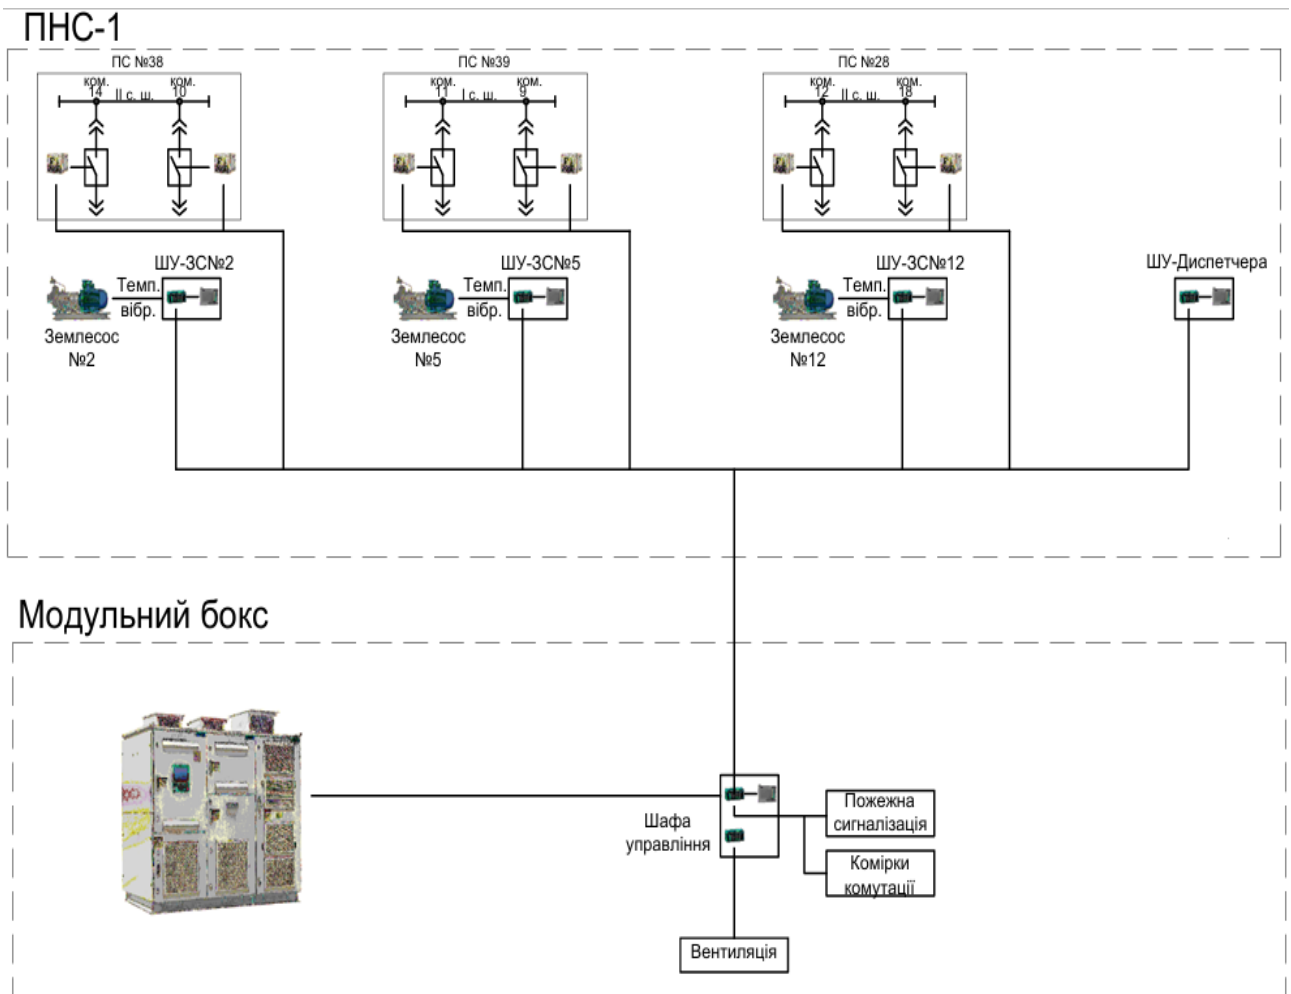 ПНС-1
ПС №38
ПС №39
ПС №28
ком.
14
II с. ш.
ком.
10
ком.
11
I с. ш.
ком.
9
ком.
12
II с. ш.
ком.
18
ШУ-ЗС№2
ШУ-ЗС№5
ШУ-ЗС№12
ШУ-Диспетчера
Темп.
вібр.
Темп.
вібр.
Темп.
вібр.
Землесос
№2
Землесос
№5
Землесос
№12
Модульний бокс
Шафа
управління
Пожежна
сигналізація
Комірки
комутації
Вентиляція